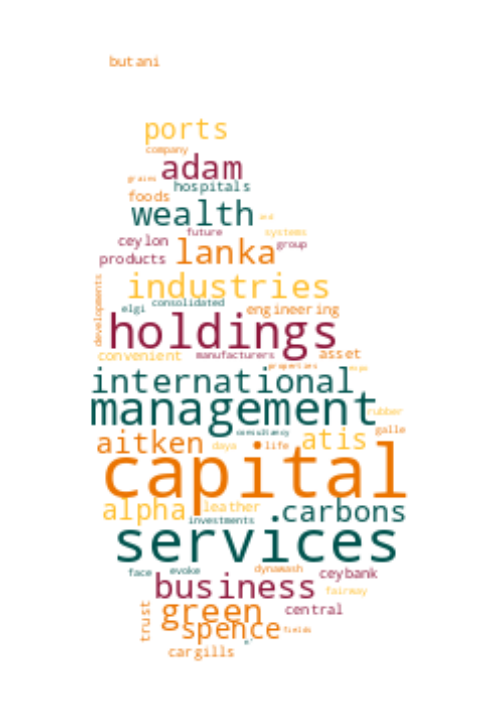 butani
ports
company
adam
grains
hospitals
foods
wealth
and
future
systems
ceylon
lanka
group
products
industries
developments
elgi
consolidated
engineering
holdings
convenient
manufacturers
asset
properties
international
management
rubber
consultancy
galle
aitken
daya
life
atis
capital
alpha
leather
.carbons
investments
services
face
evoke
dynamash
ceybank
business
fairway
trust
green
central
spence
fields
cargills